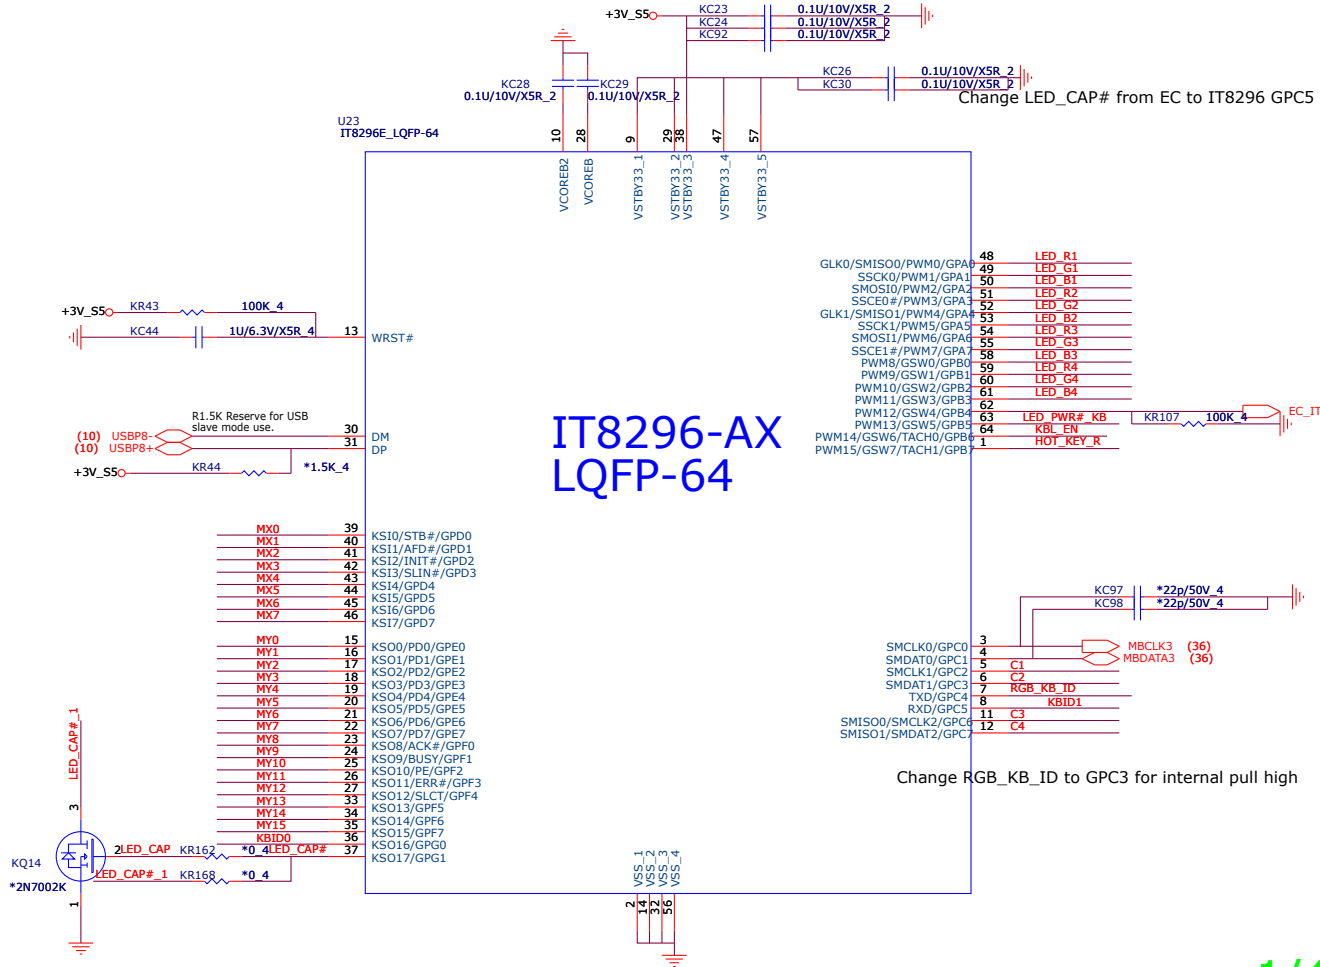 +3V_S5
KC23 0.1U/10V/X5R_2
KC24 0.1U/10V/X5R_2
KC92 0.1U/10V/X5R_2
KC26 0.1U/10V/X5R_2
KC30 0.1U/10V/X5R_2
KC28
0.1U/10V/X5R_2
KC29
0.1U/10V/X5R_2
Change LED_CAP# from EC to IT8296 GPC5
U23
IT8296E_LQFP-64
10 VCOREB2
28 VCOREB
9 VSTBY33_1
29 VSTBY33_2
38 VSTBY33_3
47 VSTBY33_4
57 VSTBY33_5
GLK0/SMISO0/PWM0/GPA0 48 LED_R1
SSCK0/PWM1/GPA1 49 LED_G1
SMOSI0/PWM2/GPA2 50 LED_B1
SSCE0#/PWM3/GPA3 51 LED_R2
GLK1/SMISO1/PWM4/GPA4 52 LED_G2
SSCK1/PWM5/GPA5 53 LED_B2
SMOSI1/PWM6/GPA6 54 LED_R3
SSCE1#/PWM7/GPA7 55 LED_G3
PWM8/GSW0/GPB0 58 LED_B3
PWM9/GSW1/GPB1 59 LED_R4
PWM10/GSW2/GPB2 60 LED_G4
PWM11/GSW3/GPB3 61 LED_B4
PWM12/GSW4/GPB4 62
PWM13/GSW5/GPB5 63 LED_PWR#_KB
PWM14/GSW6/TACH0/GPB6 64 KBL_EN
PWM15/GSW7/TACH1/GPB7 1 HOT_KEY_R
KR107 100K_4
EC_IT
+3V_S5 KR43 100K_4
KC44 1U/6.3V/X5R_4 13 WRST#
R1.5K Reserve for USB
slave mode use.
(10) USBP8- 30 DM
(10) USBP8+ 31 DP
+3V_S5 KR44 *1.5K_4
IT8296-AX
LQFP-64
MX0 39 KSI0/STB#/GPD0
MX1 40 KSI1/AFD#/GPD1
MX2 41 KSI2/INIT#/GPD2
MX3 42 KSI3/SLIN#/GPD3
MX4 43 KSI4/GPD4
MX5 44 KSI5/GPD5
MX6 45 KSI6/GPD6
MX7 46 KSI7/GPD7
MY0 15 KSO0/PD0/GPE0
MY1 16 KSO1/PD1/GPE1
MY2 17 KSO2/PD2/GPE2
MY3 18 KSO3/PD3/GPE3
MY4 19 KSO4/PD4/GPE4
MY5 20 KSO5/PD5/GPE5
MY6 21 KSO6/PD6/GPE6
MY7 22 KSO7/PD7/GPE7
MY8 23 KSO8/ACK#/GPF0
MY9 24 KSO9/BUSY/GPF1
MY10 25 KSO10/PE/GPF2
MY11 26 KSO11/ERR#/GPF3
MY12 27 KSO12/SLCT/GPF4
MY13 33 KSO13/GPF5
MY14 34 KSO14/GPF6
MY15 35 KSO15/GPF7
KBID0 36 KSO16/GPG0
LED_CAP# 37 KSO17/GPG1
KC97 *22p/50V_4
KC98 *22p/50V_4
SMCLK0/GPC0 3 MBCLK3 (36)
SMDAT0/GPC1 4 MBDATA3 (36)
SMCLK1/GPC2 5 C1
SMDAT1/GPC3 6 C2
TXD/GPC4 7 RGB_KB_ID
RXD/GPC5 8 KBID1
SMISO0/SMCLK2/GPC6 11 C3
SMISO1/SMDAT2/GPC7 12 C4
Change RGB_KB_ID to GPC3 for internal pull high
LED_CAP#_1
3
2 LED_CAP KR162 *0_4
LED_CAP#_1 KR168 *0_4
KQ14
*2N7002K
1
VSS_1 2
VSS_2 14
VSS_3 32
VSS_4 56